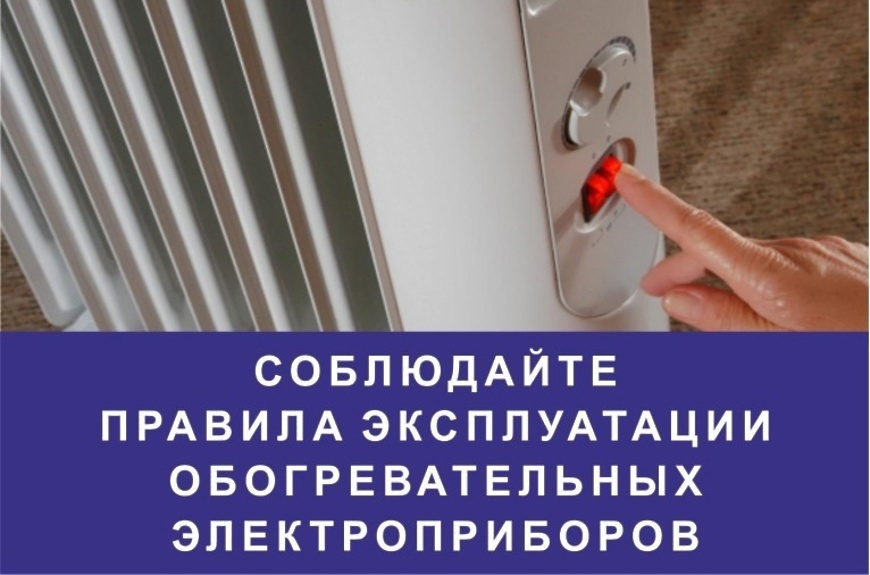 СОБЛЮДАЙТЕ
ПРАВИЛА ЭКСПЛУАТАЦИИ
ОБОГРЕВАТЕЛЬНЫХ
ЭЛЕКТРОПРИБОРОВ